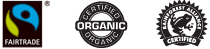 ®
FAIRTRADE
CERTIFIED
ORGANIC
ORGANIC
RAINFOREST ALLIANCE
CERTIFIED